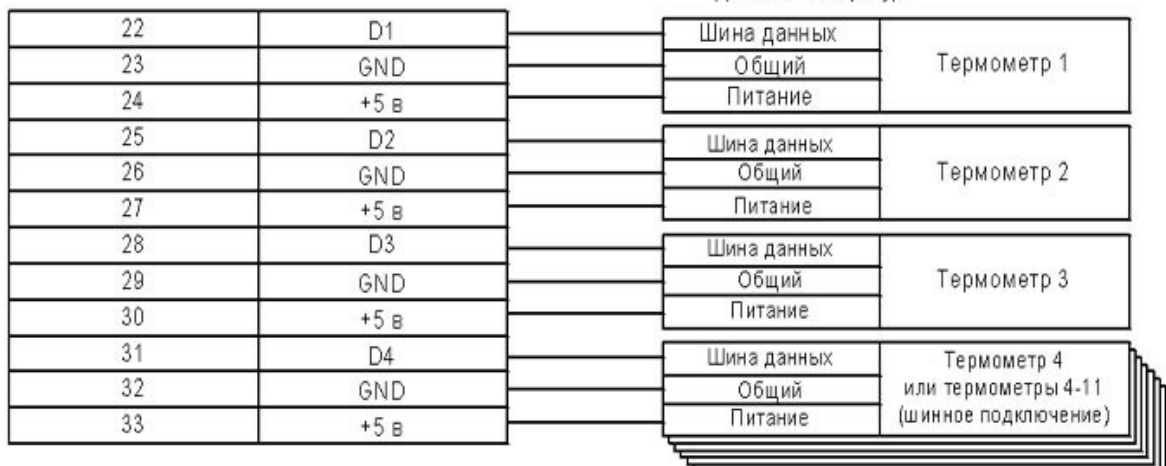 22 D1 Шина данных
23 GND Общий Термометр 1
24 +5 в Питание
25 D2 Шина данных
26 GND Общий Термометр 2
27 +5 в Питание
28 D3 Шина данных
29 GND Общий Термометр 3
30 +5 в Питание
31 D4 Шина данных Термометр 4
32 GND Общий или термометры 4-11
33 +5 в Питание (шинное подключение)